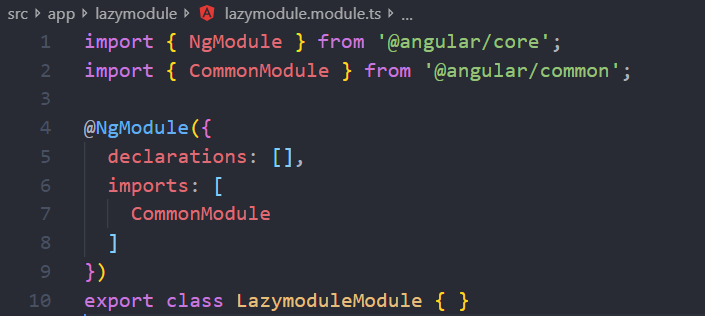 src > app > lazymodule > lazymodule.module.ts > ...
1 import { NgModule } from '@angular/core';
2 import { CommonModule } from '@angular/common';
3
4 @NgModule({
5   declarations: [],
6   imports: [
7     CommonModule
8   ]
9 })
10 export class LazymoduleModule { }